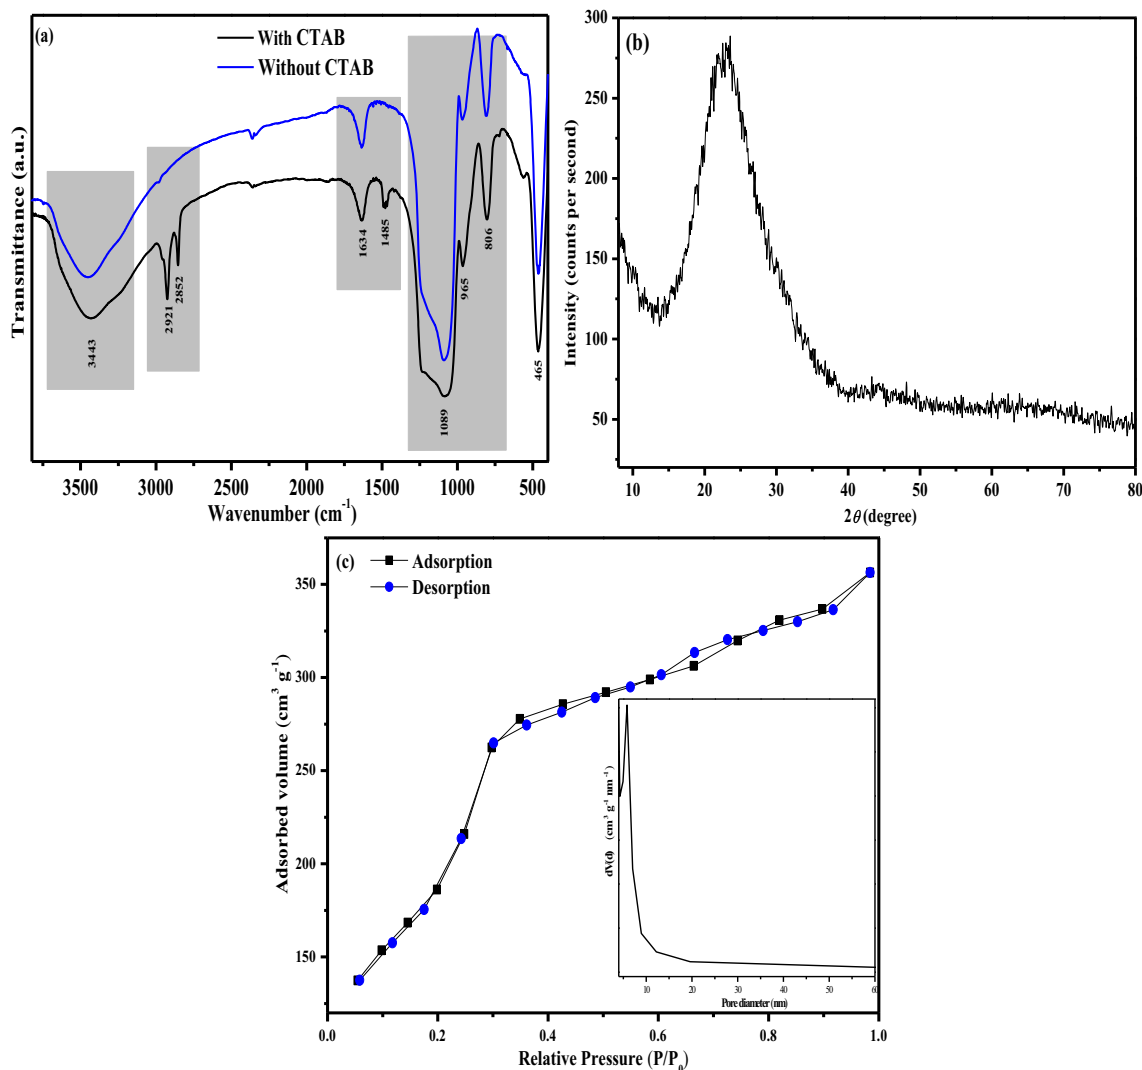 (a)
With CTAB
Without CTAB
Transmittance (a.u.)
3443
2921
2852
1634
1485
1089
965
806
465
3500 3000 2500 2000 1500 1000 500
Wavenumber (cm⁻¹)
(b)
Intensity (counts per second)
300
250
200
150
100
50
10 20 30 40 50 60 70 80
2θ (degree)
(c)
Adsorption
Desorption
Adsorbed volume (cm³ g⁻¹)
350
300
250
200
150
0.0 0.2 0.4 0.6 0.8 1.0
Relative Pressure (P/P₀)
dV(d) (cm³ g⁻¹ nm⁻¹)
10 20 30 40 50 60
Pore diameter (nm)